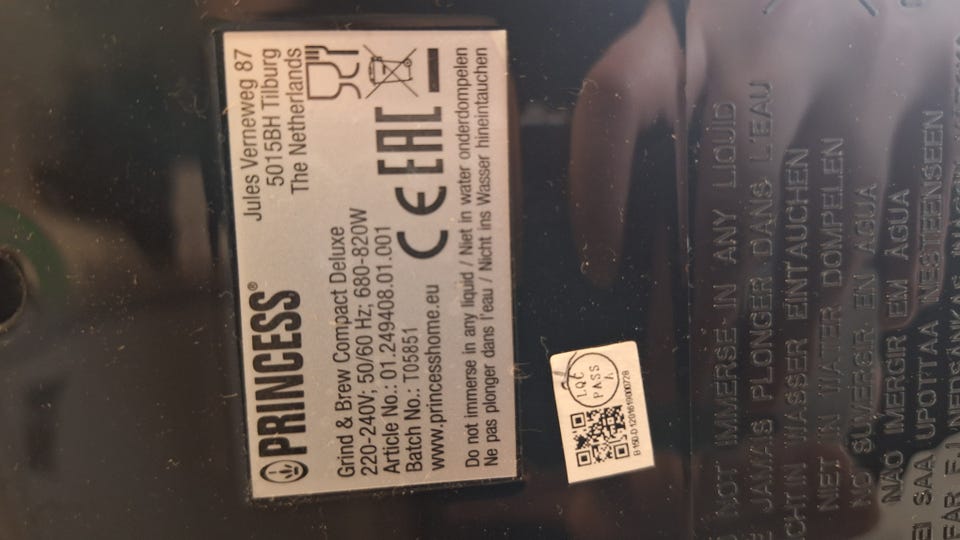 PRINCESS®
Jules Verneweg 87
5015BH Tilburg
The Netherlands
Grind & Brew Compact Deluxe
220-240V; 50/60 Hz; 680-820W
Article No.: 01.249408.01.001
Batch No.: T05851
www.princesshome.eu
CE EAC
Do not immerse in any liquid / Niet in water onderdompelen
Ne pas plonger dans l'eau / Nicht ins Wasser hineintauchen
LQC
PASS
NOT IMMERSE IN ANY LIQUID
JAMAIS PLONGER DANS L'EAU
IN WASSER EINTAUCHEN
NIET IN WATER DOMPELEN
NO SUMERGIR EN AGUA
NAO IMERGIR EM AGUA
EI SAA UPOTTAA NESTEESEEN